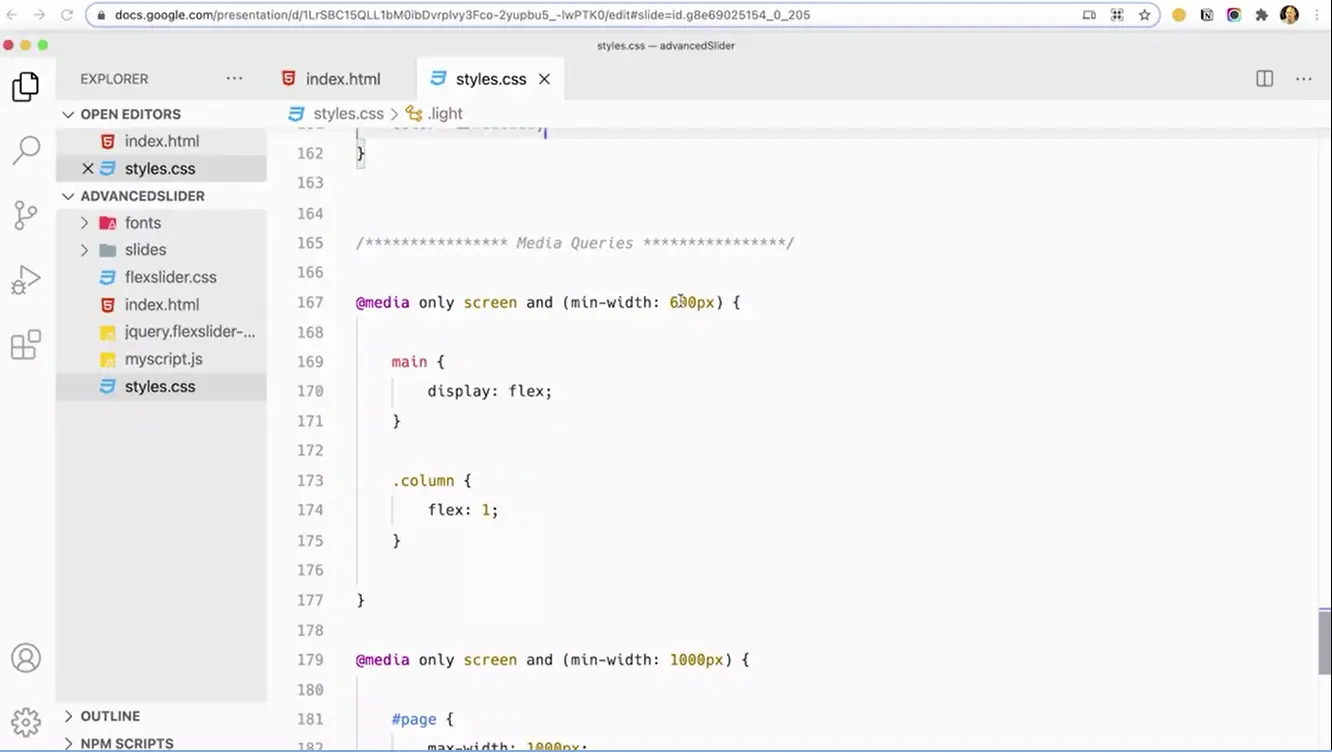 docs.google.com/presentation/d/1LrSBC15QLL1bM0ibDvrplvy3Fco-2yupbu5_-lwPTK0/edit#slide=id.g8e69025154_0_205
styles.css — advancedSlider
EXPLORER
index.html
styles.css
OPEN EDITORS
index.html
styles.css
ADVANCEDSLIDER
fonts
slides
flexslider.css
index.html
jquery.flexslider-...
myscript.js
styles.css
OUTLINE
NPM SCRIPTS
styles.css > .light
162 }
163
164
165 /**************** Media Queries ****************/
166
167 @media only screen and (min-width: 600px) {
168
169 main {
170 display: flex;
171 }
172
173 .column {
174 flex: 1;
175 }
176
177 }
178
179 @media only screen and (min-width: 1000px) {
180
181 #page {
182 max-width: 1000px;